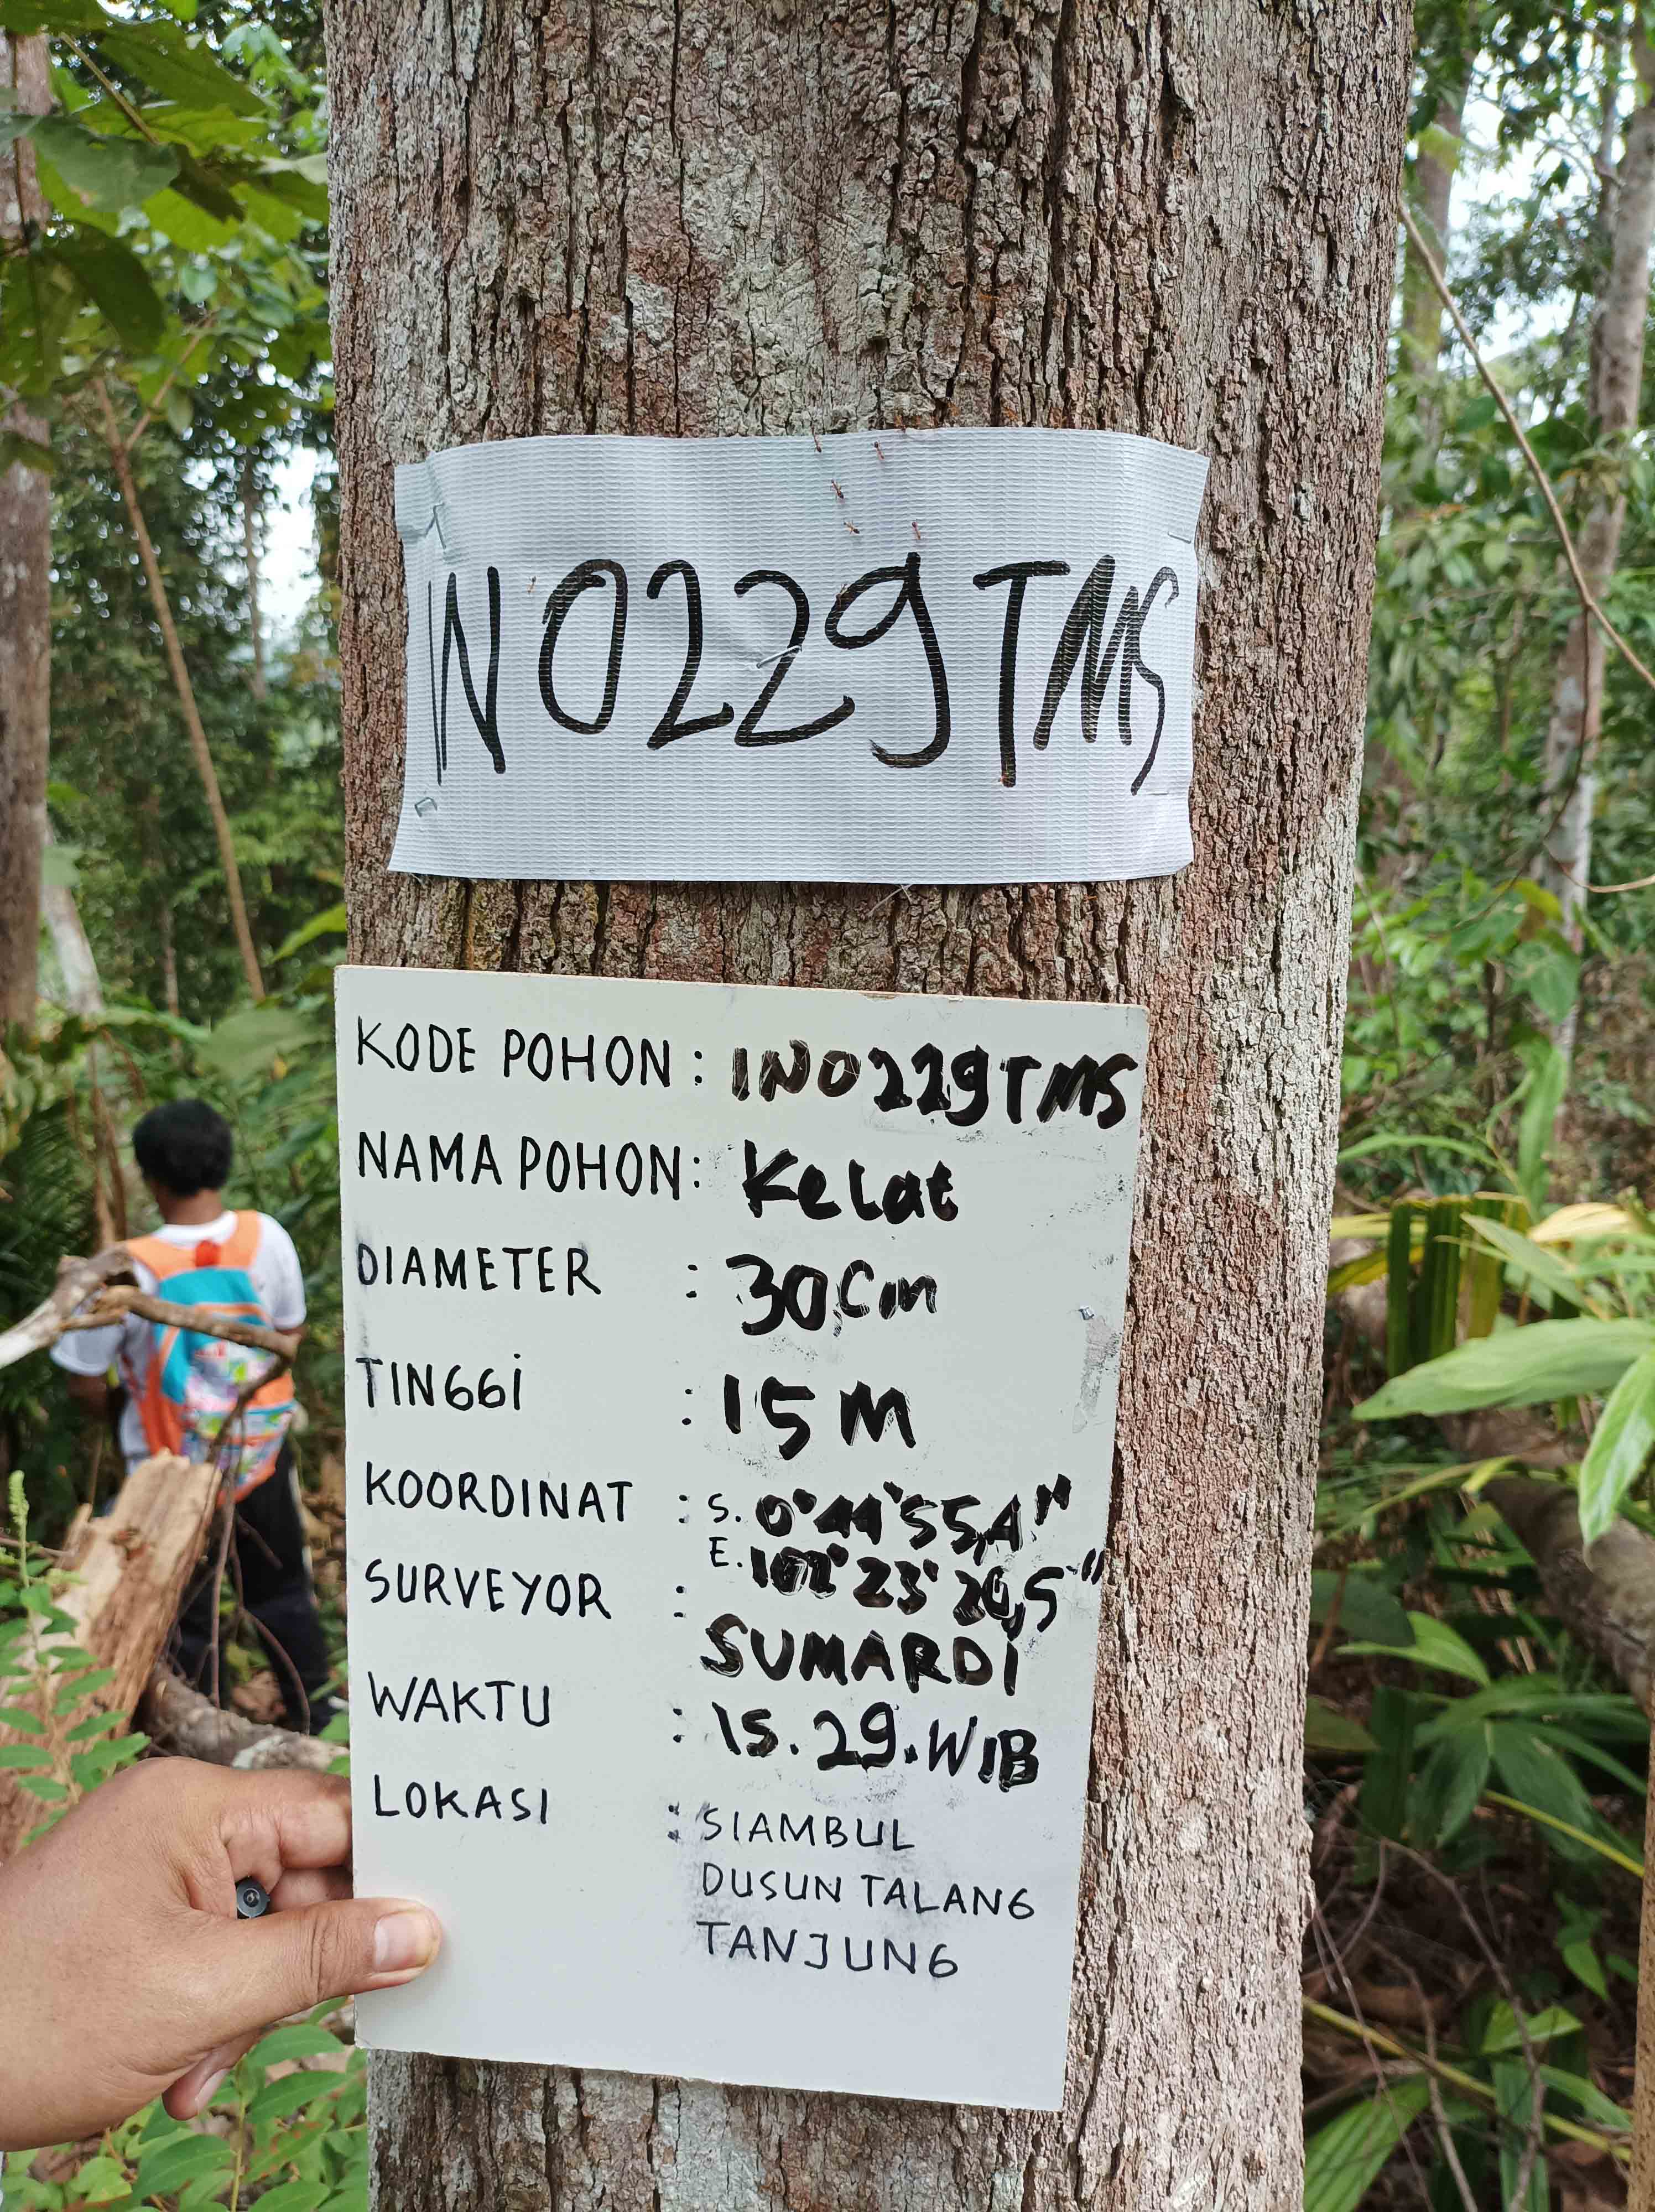 IN0229TMS
KODE POHON : IN0229TMS
NAMA POHON : Kelat
DIAMETER : 30 Cm
TINGGi : 15 M
KOORDINAT : S. 0°44'55,4"
E. 102°23'20,5"
SURVEYOR :
SUMARDI
WAKTU : 15.29.WIB
LOKASI : SIAMBUL
DUSUN TALANG
TANJUNG